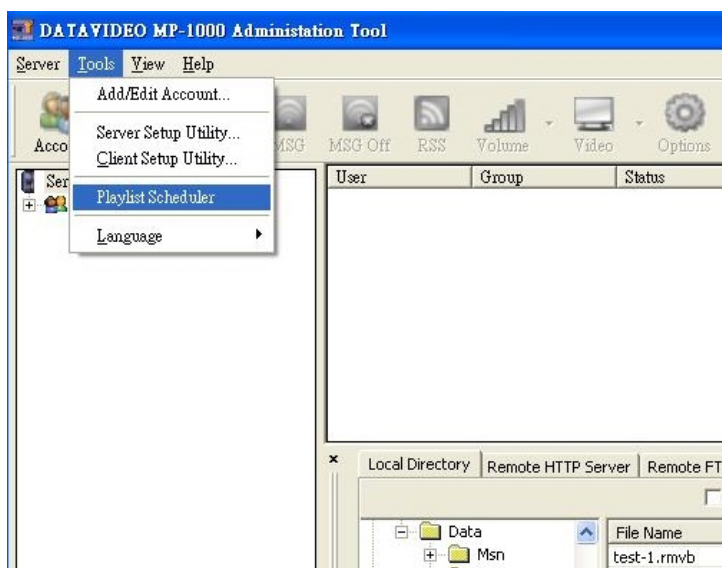 DATAVIDEO MP-1000 Administation Tool
Server Tools View Help
Add/Edit Account...
Server Setup Utility...
Client Setup Utility...
Playlist Scheduler
Language
MSG MSG Off RSS Volume Video Options
User Group Status
Local Directory Remote HTTP Server Remote FT
Data File Name
Msn test-1.rmvb